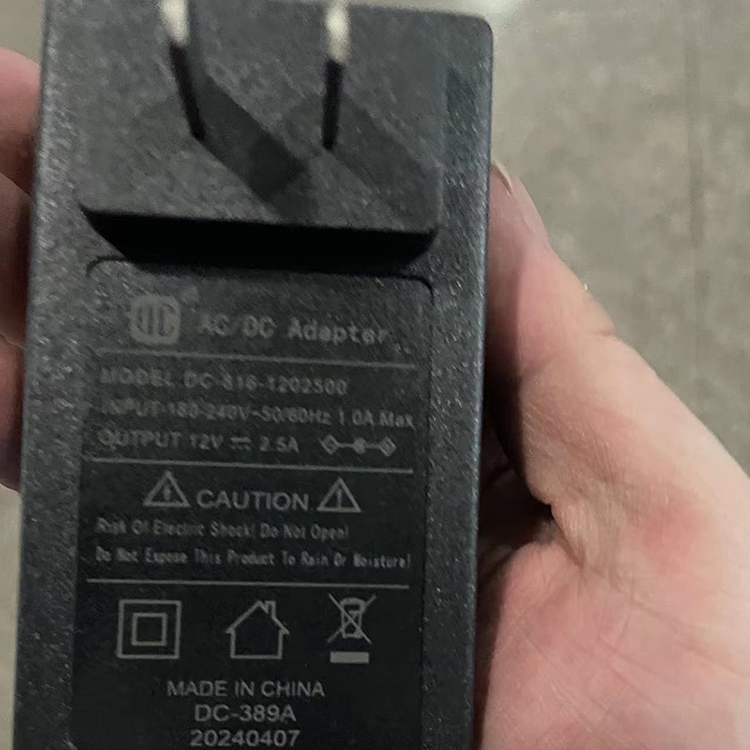 DC AC/DC Adapter
MODEL DC-816-1202500
INPUT 180-240V~50/60Hz 1.0A Max
OUTPUT 12V ⎓ 2.5A
CAUTION
Risk Of Electric Shock! Do Not Open!
Do Not Expose This Product To Rain Or Moisture!
MADE IN CHINA
DC-389A
20240407